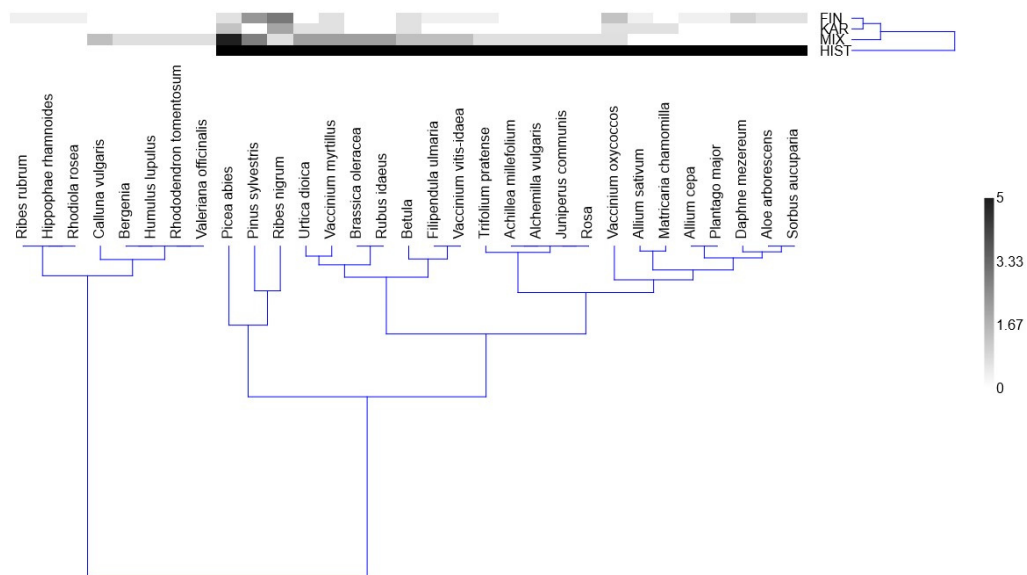 FIN
KAR
MIX
HIST
Ribes rubrum
Hippophae rhamnoides
Rhodiola rosea
Calluna vulgaris
Bergenia
Humulus lupulus
Rhododendron tomentosum
Valeriana officinalis
Picea abies
Pinus sylvestris
Ribes nigrum
Urtica dioica
Vaccinium myrtillus
Brassica oleracea
Rubus idaeus
Betula
Filipendula ulmaria
Vaccinium vitis-idaea
Trifolium pratense
Achillea millefolium
Alchemilla vulgaris
Juniperus communis
Rosa
Vaccinium oxycoccos
Allium sativum
Matricaria chamomilla
Allium cepa
Plantago major
Daphne mezereum
Aloe arborescens
Sorbus aucuparia
5
3.33
1.67
0